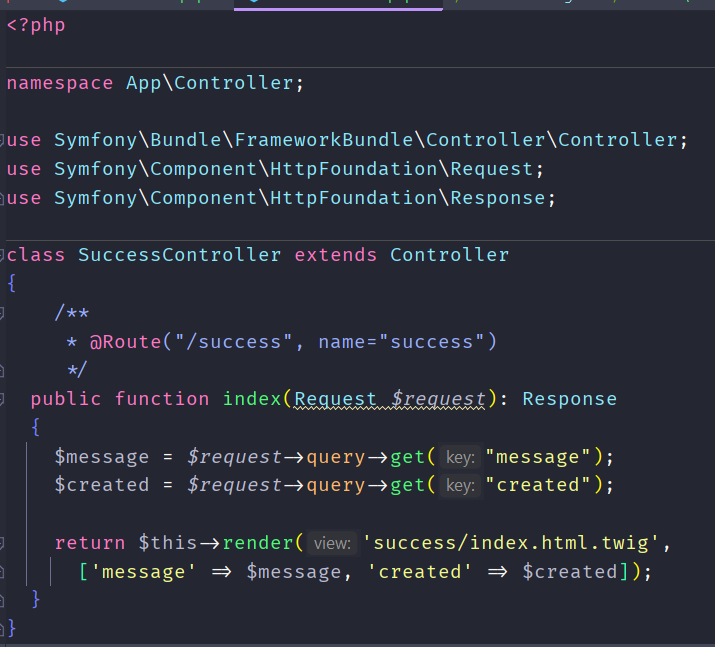 <?php
namespace App\Controller;
use Symfony\Bundle\FrameworkBundle\Controller\Controller;
use Symfony\Component\HttpFoundation\Request;
use Symfony\Component\HttpFoundation\Response;
class SuccessController extends Controller
{
/**
* @Route("/success", name="success")
*/
public function index(Request $request): Response
{
$message = $request→query→get( key: "message");
$created = $request→query→get( key: "created");
return $this→render( view: 'success/index.html.twig',
['message' ⇒ $message, 'created' ⇒ $created]);
}
}